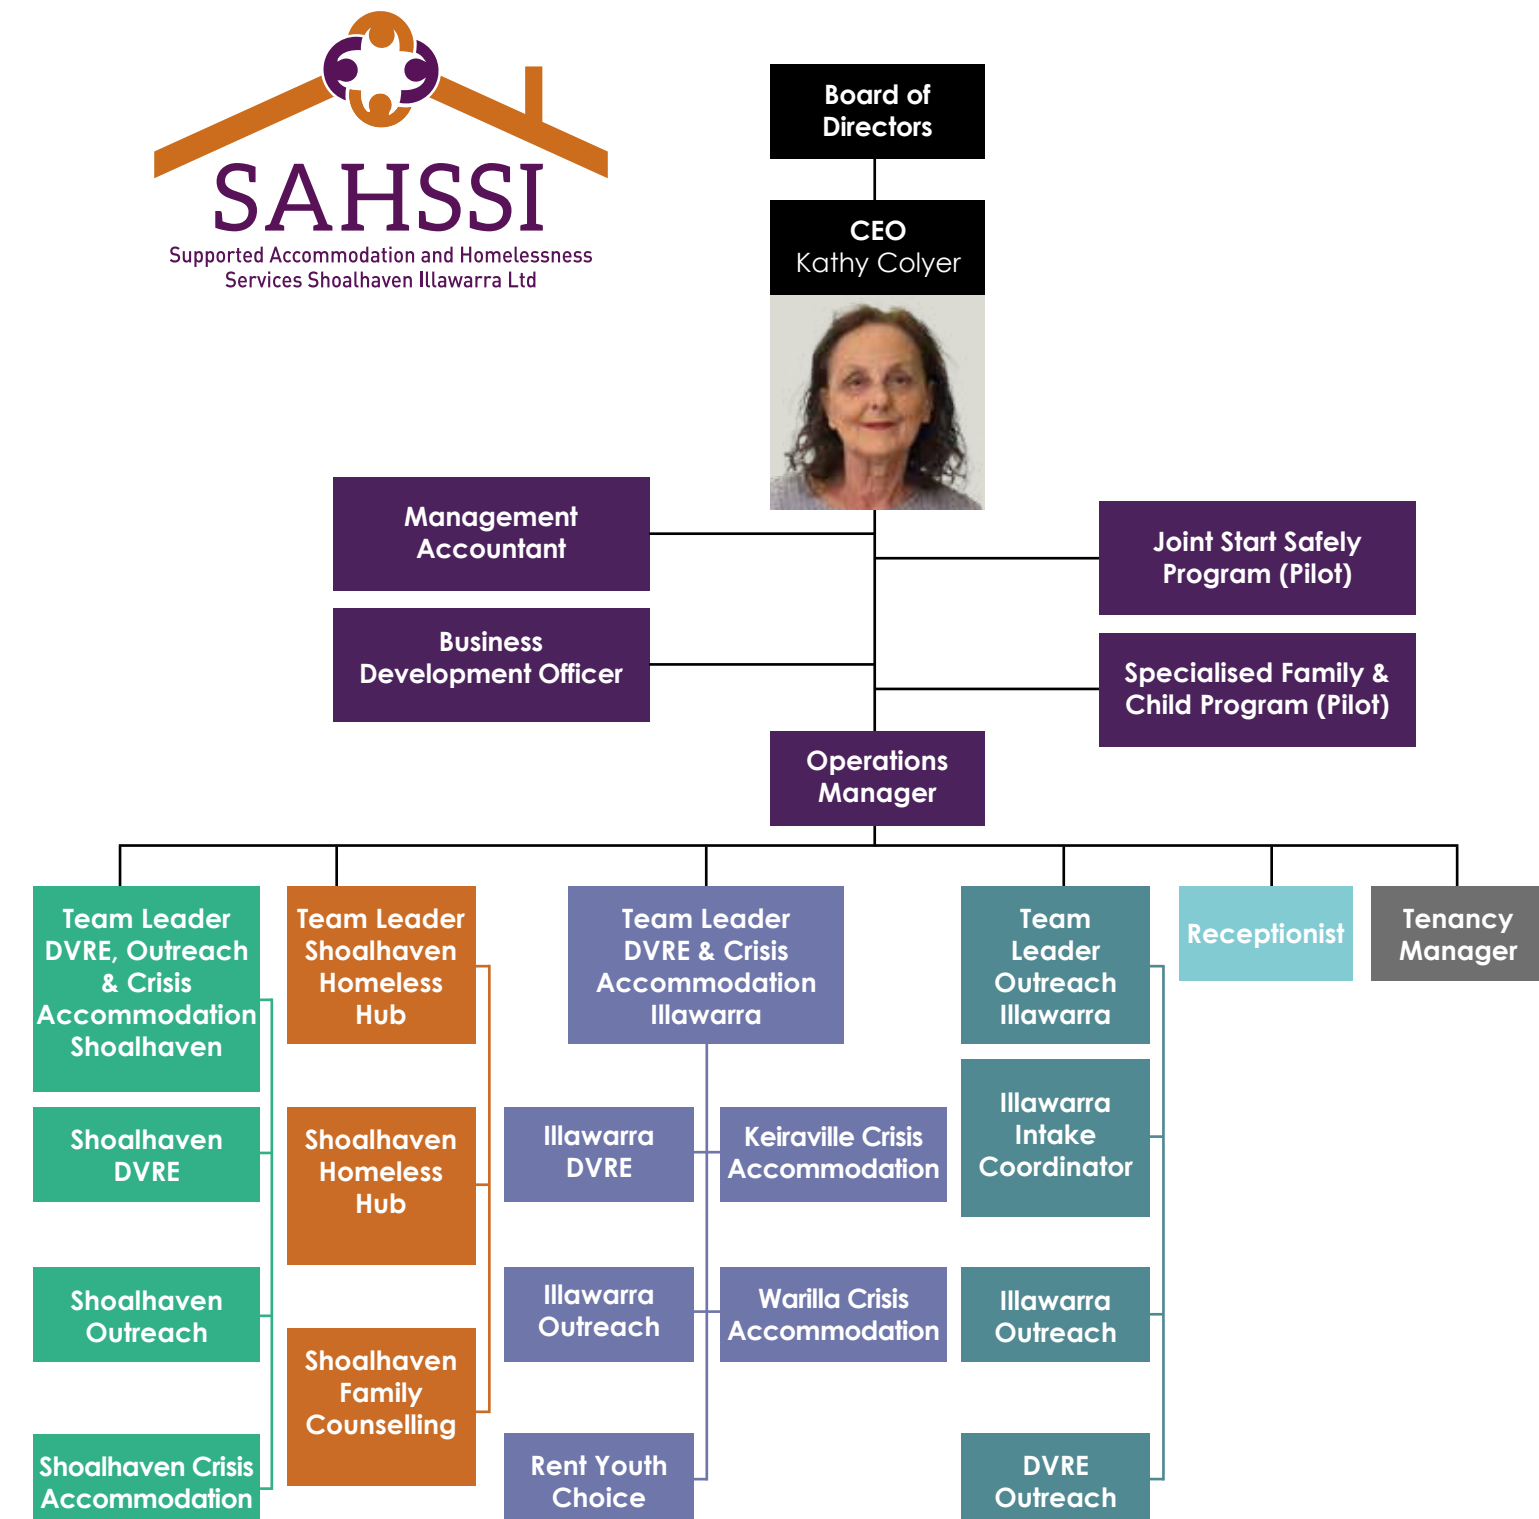 SAHSSI
Supported Accommodation and Homelessness
Services Shoalhaven Illawarra Ltd
Board of
Directors
CEO
Kathy Colyer
Management
Accountant
Joint Start Safely
Program (Pilot)
Business
Development Officer
Specialised Family &
Child Program (Pilot)
Operations
Manager
Team Leader
DVRE, Outreach
& Crisis
Accommodation
Shoalhaven
Shoalhaven
DVRE
Shoalhaven
Outreach
Shoalhaven Crisis
Accommodation
Team Leader
Shoalhaven
Homeless
Hub
Shoalhaven
Homeless
Hub
Shoalhaven
Family
Counselling
Team Leader
DVRE & Crisis
Accommodation
Illawarra
Illawarra
DVRE
Keiraville Crisis
Accommodation
Illawarra
Outreach
Warilla Crisis
Accommodation
Rent Youth
Choice
Team
Leader
Outreach
Illawarra
Illawarra
Intake
Coordinator
Illawarra
Outreach
DVRE
Outreach
Receptionist
Tenancy
Manager